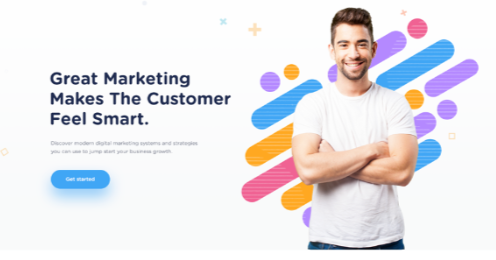 Great Marketing
Makes The Customer
Feel Smart.
Discover modern digital marketing systems and strategies
you can use to jump start your business growth.
Get started